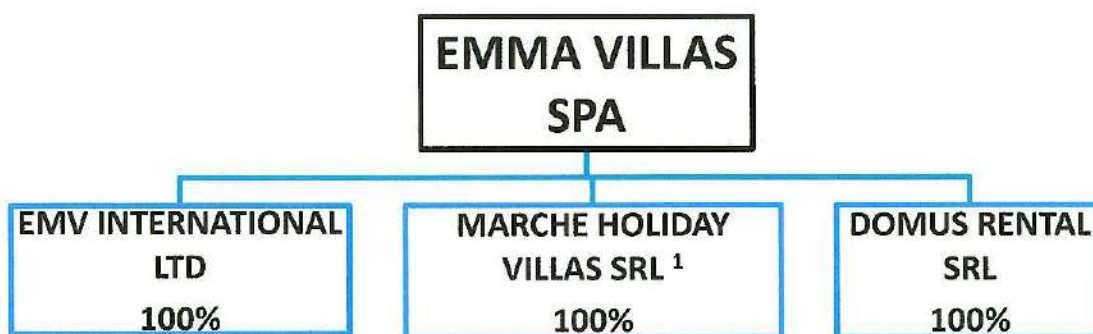 EMMA VILLAS
SPA
EMV INTERNATIONAL
LTD
100%
MARCHE HOLIDAY
VILLAS SRL 1
100%
DOMUS RENTAL
SRL
100%